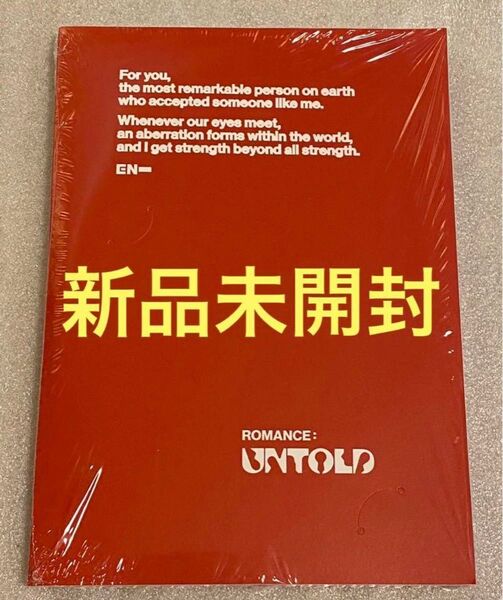 For you,
the most remarkable person on earth
who accepted someone like me.
Whenever our eyes meet,
an aberration forms within the world,
and I get strength beyond all strength.
EN-
新品未開封
ROMANCE:
UNTOLD